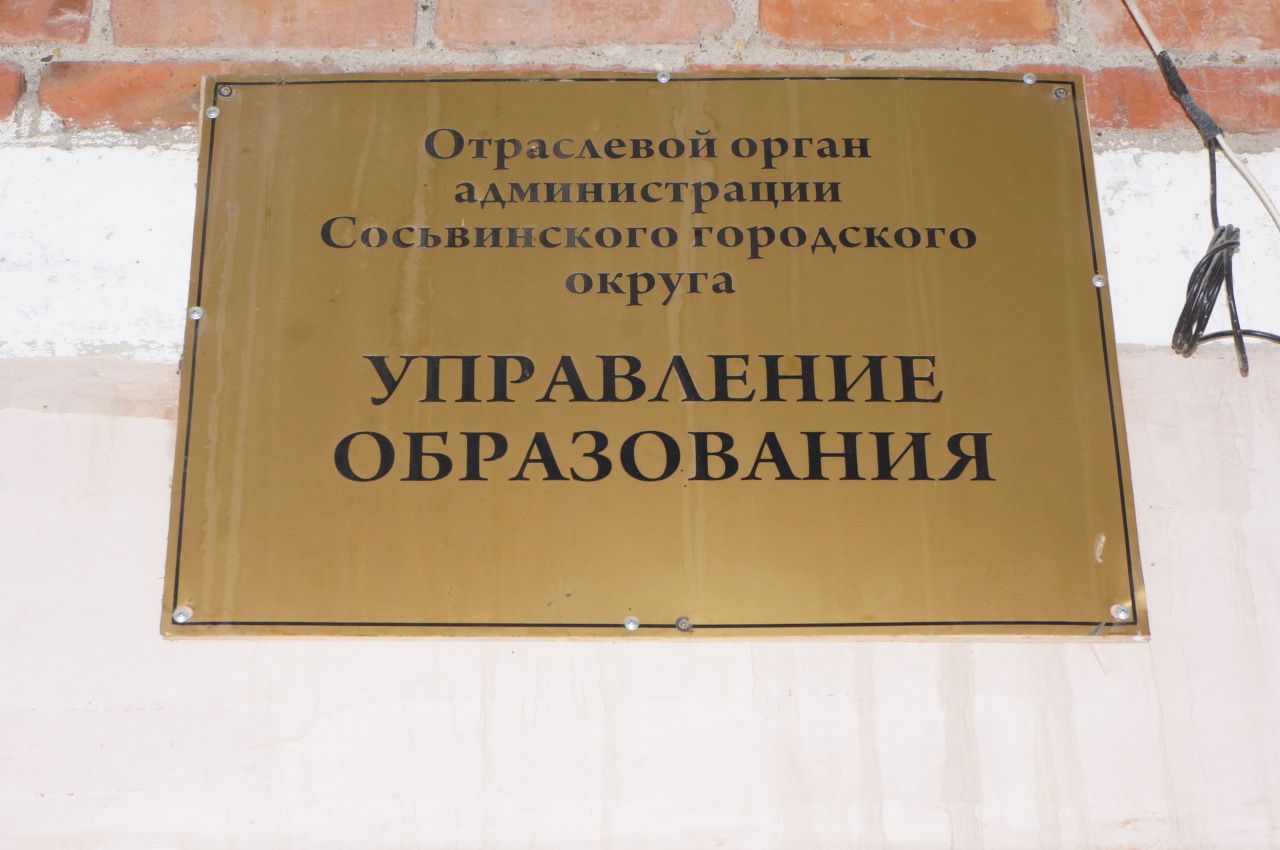 Отраслевой орган
администрации
Сосьвинского городского
округа
УПРАВЛЕНИЕ
ОБРАЗОВАНИЯ